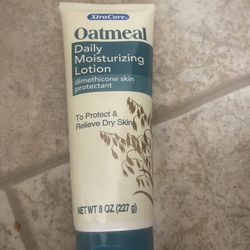 XtraCare
Oatmeal
Daily
Moisturizing
Lotion
dimethicone skin
protectant
To Protect &
Relieve Dry Skin
NET WT 8 OZ (227 g)